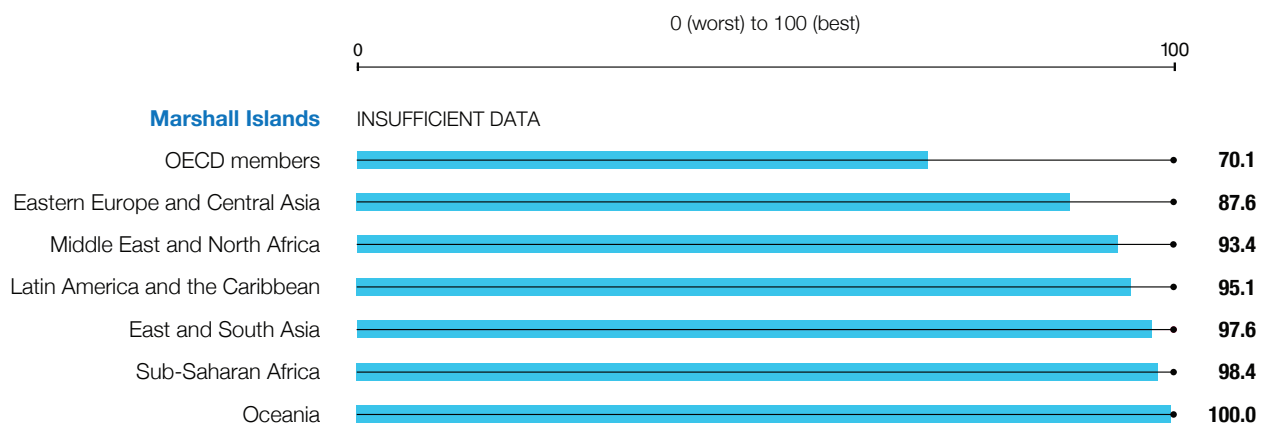 0 (worst) to 100 (best)
0 100
Marshall Islands INSUFFICIENT DATA
OECD members 70.1
Eastern Europe and Central Asia 87.6
Middle East and North Africa 93.4
Latin America and the Caribbean 95.1
East and South Asia 97.6
Sub-Saharan Africa 98.4
Oceania 100.0